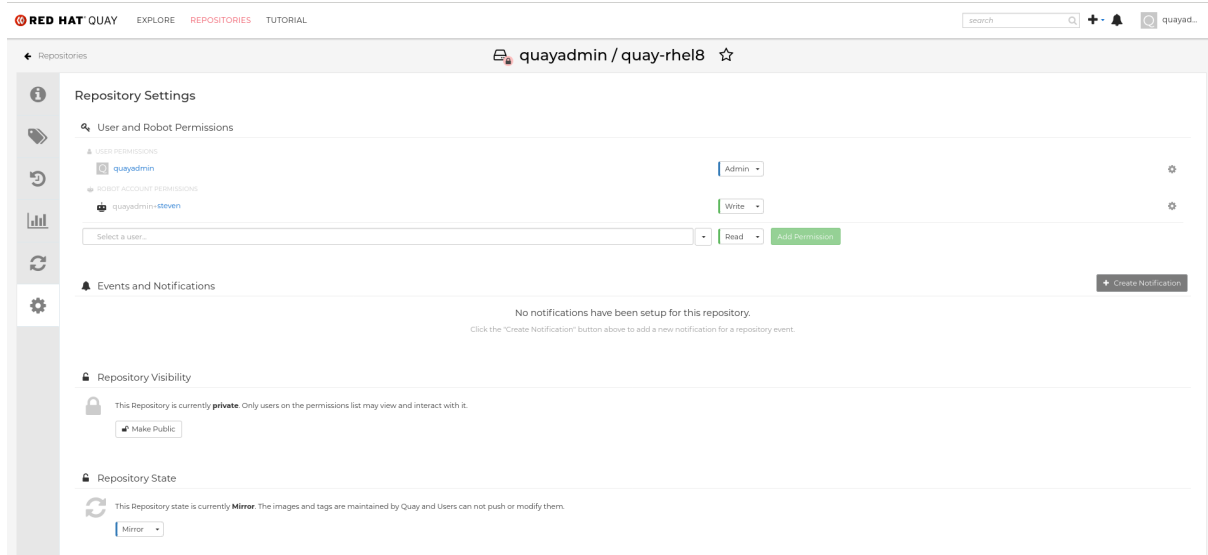 RED HAT QUAY EXPLORE REPOSITORIES TUTORIAL search quayad...
Repositories quayadmin / quay-rhel8
Repository Settings
User and Robot Permissions
USER PERMISSIONS
quayadmin Admin
ROBOT ACCOUNT PERMISSIONS
quayadmin+steven Write
Select a user... Read Add Permission
Events and Notifications + Create Notification
No notifications have been setup for this repository.
Click the "Create Notification" button above to add a new notification for a repository event.
Repository Visibility
This Repository is currently private. Only users on the permissions list may view and interact with it.
Make Public
Repository State
This Repository state is currently Mirror. The images and tags are maintained by Quay and Users can not push or modify them.
Mirror